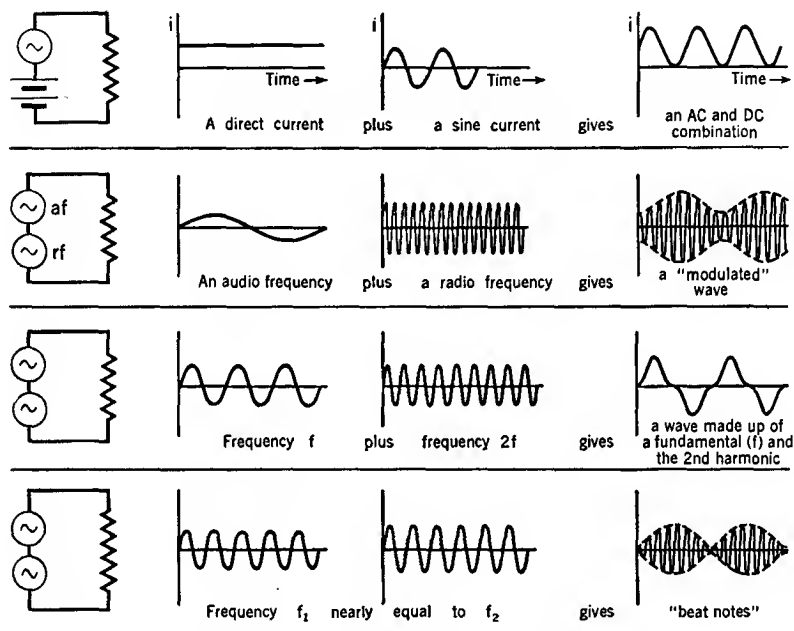 i
i
i
Time →
Time →
Time →
A direct current plus a sine current gives an AC and DC
combination
af
rf
An audio frequency plus a radio frequency gives a "modulated"
wave
Frequency f plus frequency 2f gives a wave made up of
a fundamental (f) and
the 2nd harmonic
Frequency f₁ nearly equal to f₂ gives "beat notes"